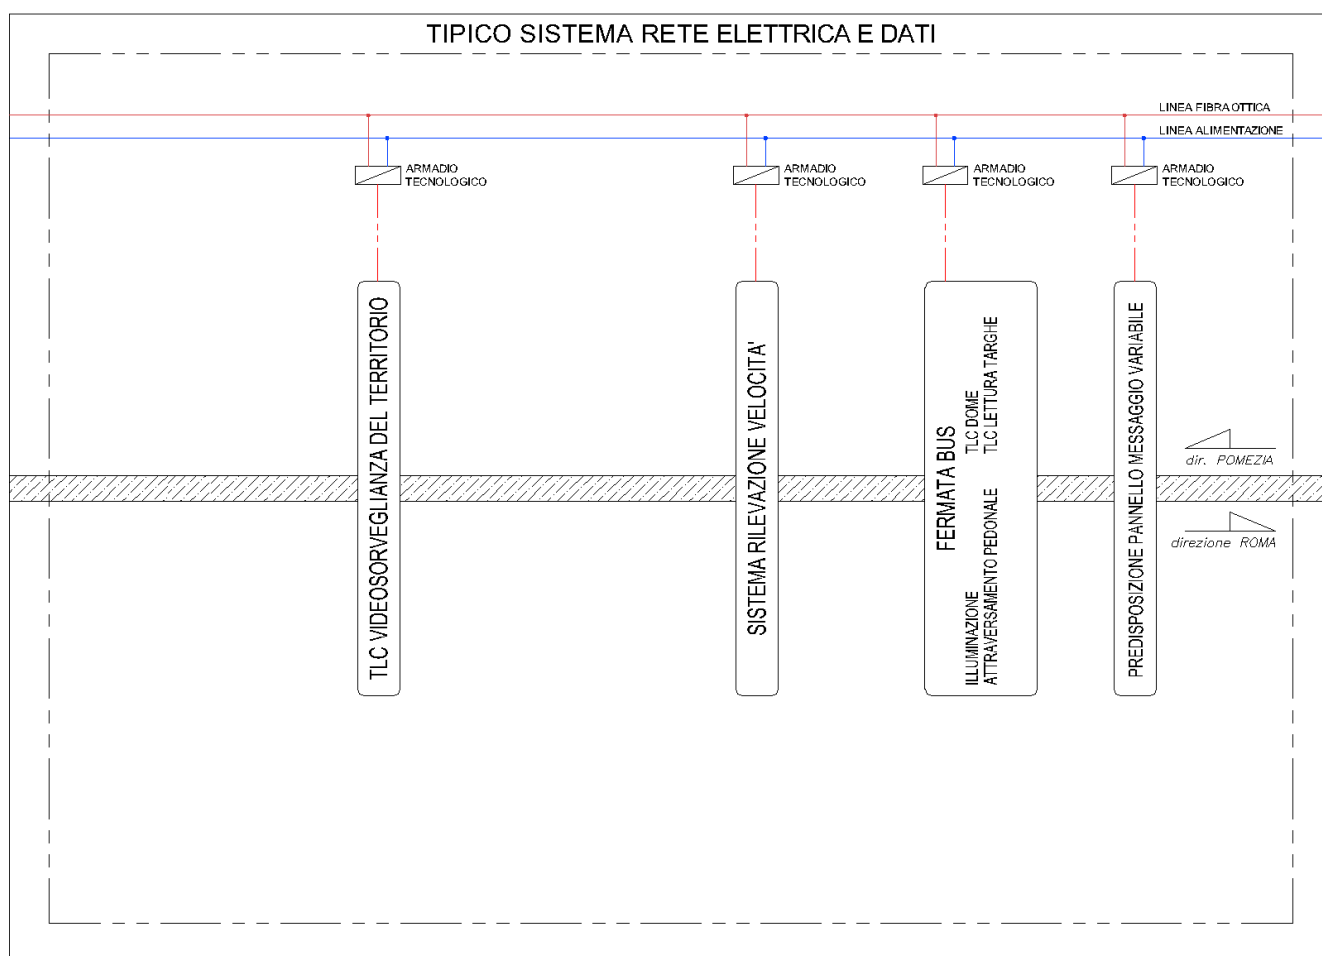 TIPICO SISTEMA RETE ELETTRICA E DATI
LINEA FIBRA OTTICA
LINEA ALIMENTAZIONE
ARMADIO
TECNOLOGICO
ARMADIO
TECNOLOGICO
ARMADIO
TECNOLOGICO
ARMADIO
TECNOLOGICO
TLC VIDEOSORVEGLIANZA DEL TERRITORIO
SISTEMA RILEVAZIONE VELOCITA'
FERMATA BUS
TLC DOME
TLC LETTURA TARGHE
ILLUMINAZIONE
ATTRAVERSAMENTO PEDONALE
PREDISPOSIZIONE PANNELLO MESSAGGIO VARIABILE
dir. POMEZIA
direzione ROMA